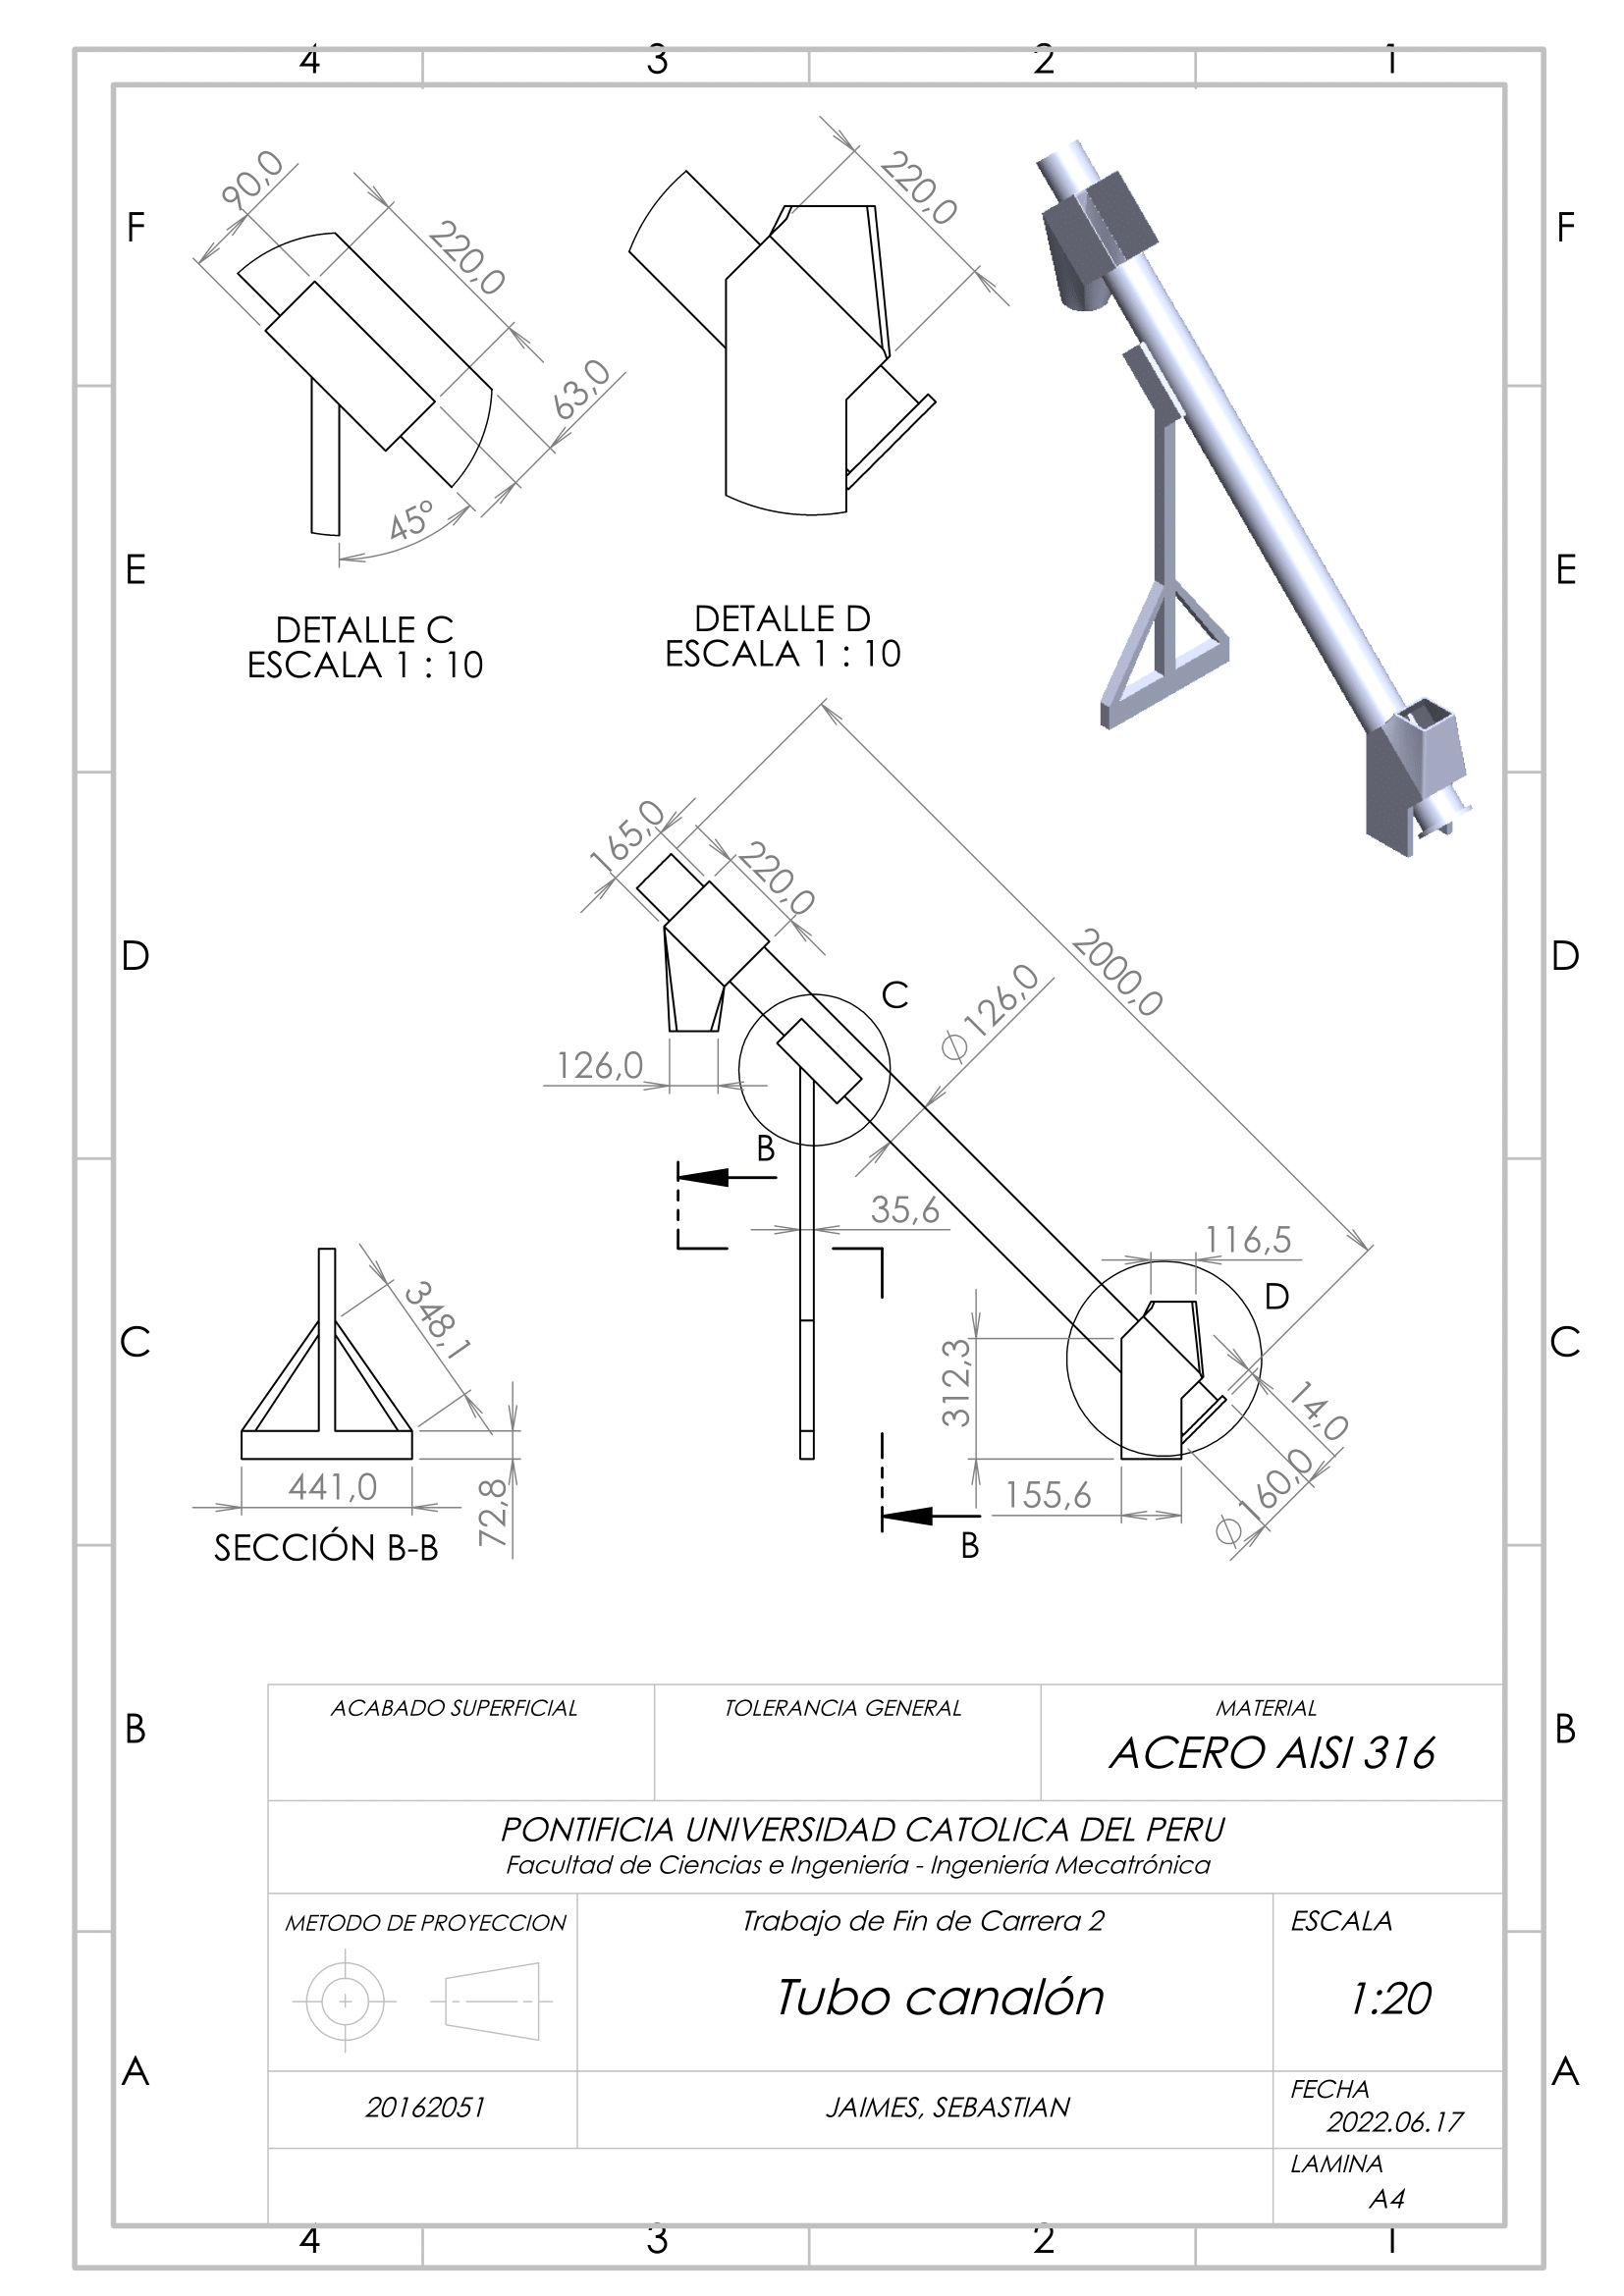 4 3 2 1
F F
E E
D D
C C
B B
A A
4 3 2 1
90,0
220,0
63,0
45°
DETALLE C
ESCALA 1 : 10
220,0
DETALLE D
ESCALA 1 : 10
165,0
220,0
2000,0
C
Ø126,0
126,0
B
35,6
116,5
D
312,3
14,0
Ø160,0
155,6
B
348,1
441,0
72,8
SECCIÓN B-B
ACABADO SUPERFICIAL
TOLERANCIA GENERAL
MATERIAL
ACERO AISI 316
PONTIFICIA UNIVERSIDAD CATOLICA DEL PERU
Facultad de Ciencias e Ingeniería - Ingeniería Mecatrónica
METODO DE PROYECCION
Trabajo de Fin de Carrera 2
Tubo canalón
ESCALA
1:20
20162051
JAIMES, SEBASTIAN
FECHA
2022.06.17
LAMINA
A4